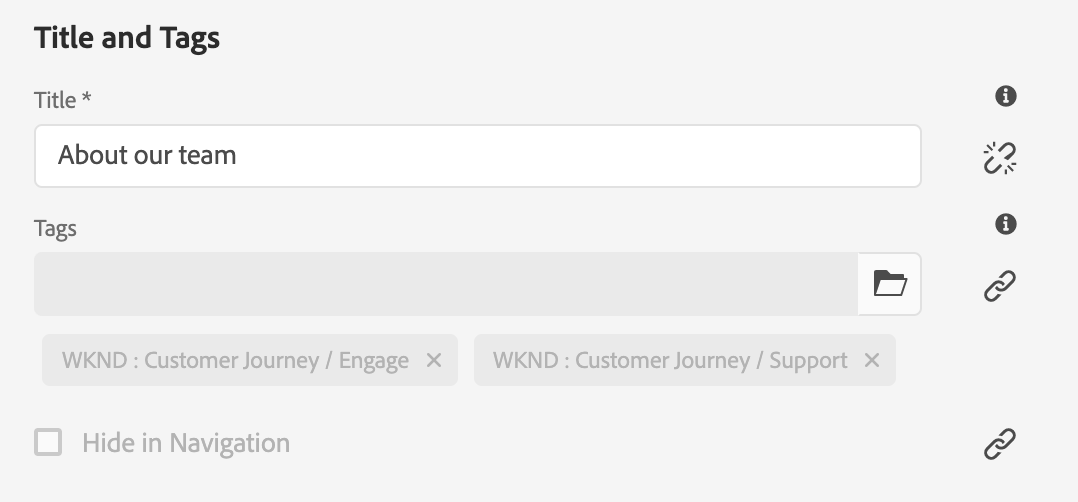 Title and Tags
Title *
About our team
Tags
WKND : Customer Journey / Engage
WKND : Customer Journey / Support
Hide in Navigation